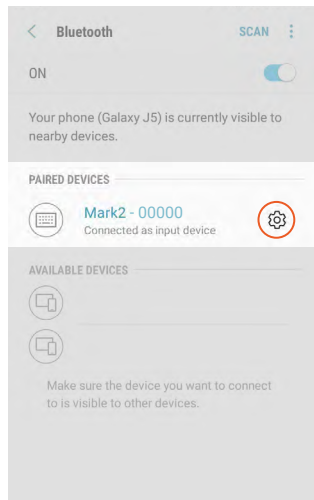 Bluetooth SCAN
ON
Your phone (Galaxy J5) is currently visible to
nearby devices.
PAIRED DEVICES
Mark2 - 00000
Connected as input device
AVAILABLE DEVICES
Make sure the device you want to connect
to is visible to other devices.